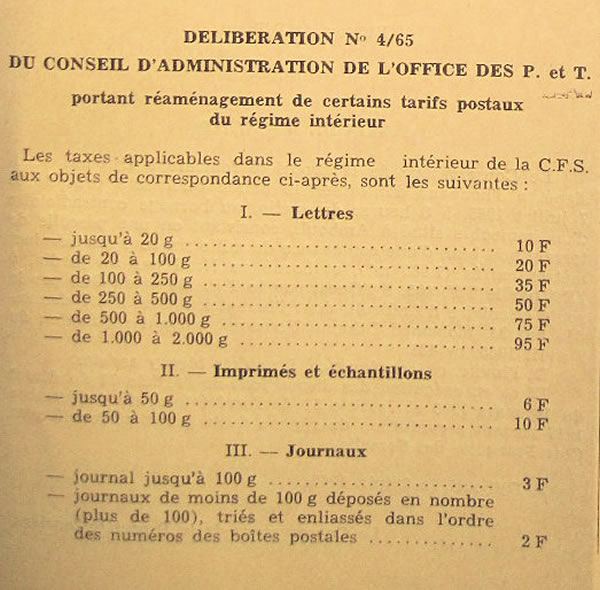 DELIBERATION Nº 4/65
DU CONSEIL D'ADMINISTRATION DE L'OFFICE DES P. et T.
portant réaménagement de certains tarifs postaux
du régime intérieur
Les taxes applicables dans le régime intérieur de la C.F.S.
aux objets de correspondance ci-après, sont les suivantes :
I. — Lettres
— jusqu'à 20 g ................................ 10 F
— de 20 à 100 g .............................. 20 F
— de 100 à 250 g ............................. 35 F
— de 250 à 500 g ............................. 50 F
— de 500 à 1.000 g ........................... 75 F
— de 1.000 à 2.000 g ......................... 95 F
II. — Imprimés et échantillons
— jusqu'à 50 g ................................ 6 F
— de 50 à 100 g .............................. 10 F
III. — Journaux
— journal jusqu'à 100 g ....................... 3 F
— journaux de moins de 100 g déposés en nombre
(plus de 100), triés et enliassés dans l'ordre
des numéros des boîtes postales ............. 2 F